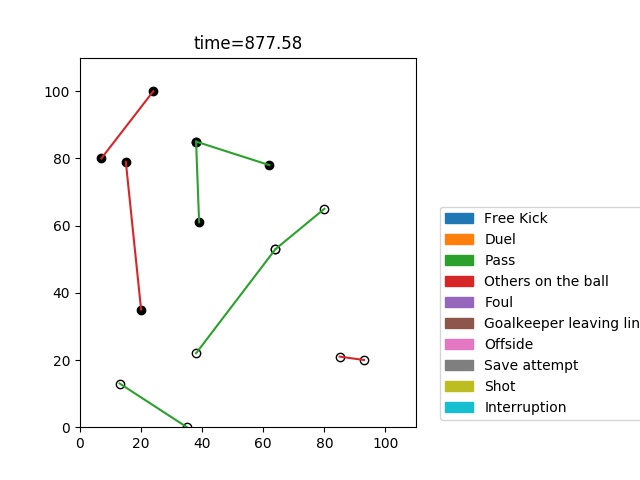 time=877.58
100
80
60
40
20
0
0 20 40 60 80 100
Free Kick
Duel
Pass
Others on the ball
Foul
Goalkeeper leaving lin
Offside
Save attempt
Shot
Interruption